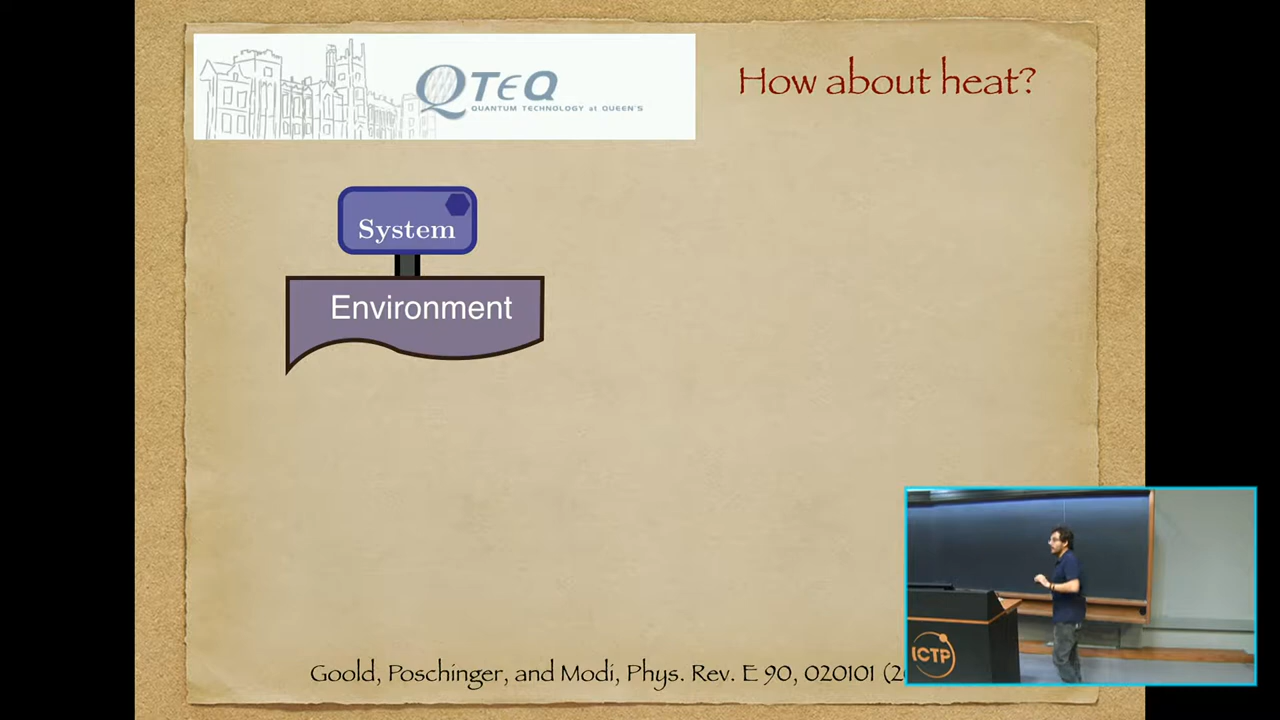 QTEQ
QUANTUM TECHNOLOGY at QUEEN'S
How about heat?
System
Environment
Goold, Poschinger, and Modi, Phys. Rev. E 90, 020101 (2
ICTP